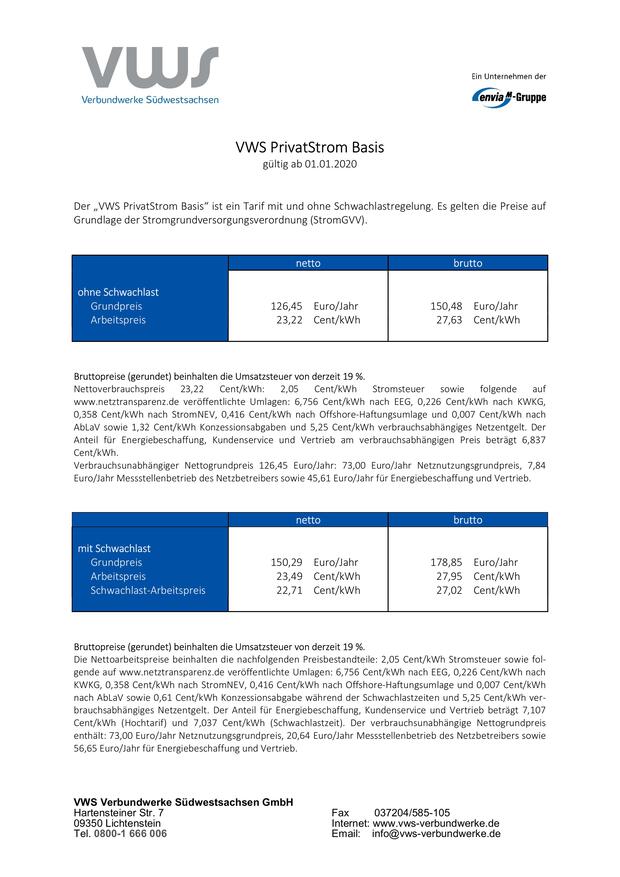 VWS
Verbundwerke Südwestsachsen
Ein Unternehmen der
enviaM-Gruppe
VWS PrivatStrom Basis
gültig ab 01.01.2020
Der „VWS PrivatStrom Basis“ ist ein Tarif mit und ohne Schwachlastregelung. Es gelten die Preise auf
Grundlage der Stromgrundversorgungsverordnung (StromGVV).
netto brutto
ohne Schwachlast
Grundpreis 126,45 Euro/Jahr 150,48 Euro/Jahr
Arbeitspreis 23,22 Cent/kWh 27,63 Cent/kWh
Bruttopreise (gerundet) beinhalten die Umsatzsteuer von derzeit 19 %.
Nettoverbrauchspreis 23,22 Cent/kWh: 2,05 Cent/kWh Stromsteuer sowie folgende auf
www.netztransparenz.de veröffentlichte Umlagen: 6,756 Cent/kWh nach EEG, 0,226 Cent/kWh nach KWKG,
0,358 Cent/kWh nach StromNEV, 0,416 Cent/kWh nach Offshore-Haftungsumlage und 0,007 Cent/kWh nach
AbLaV sowie 1,32 Cent/kWh Konzessionsabgaben und 5,25 Cent/kWh verbrauchsabhängiges Netzentgelt. Der
Anteil für Energiebeschaffung, Kundenservice und Vertrieb am verbrauchsabhängigen Preis beträgt 6,837
Cent/kWh.
Verbrauchsunabhängiger Nettogrundpreis 126,45 Euro/Jahr: 73,00 Euro/Jahr Netznutzungsgrundpreis, 7,84
Euro/Jahr Messstellenbetrieb des Netzbetreibers sowie 45,61 Euro/Jahr für Energiebeschaffung und Vertrieb.
netto brutto
mit Schwachlast
Grundpreis 150,29 Euro/Jahr 178,85 Euro/Jahr
Arbeitspreis 23,49 Cent/kWh 27,95 Cent/kWh
Schwachlast-Arbeitspreis 22,71 Cent/kWh 27,02 Cent/kWh
Bruttopreise (gerundet) beinhalten die Umsatzsteuer von derzeit 19 %.
Die Nettoarbeitspreise beinhalten die nachfolgenden Preisbestandteile: 2,05 Cent/kWh Stromsteuer sowie fol-
gende auf www.netztransparenz.de veröffentlichte Umlagen: 6,756 Cent/kWh nach EEG, 0,226 Cent/kWh nach
KWKG, 0,358 Cent/kWh nach StromNEV, 0,416 Cent/kWh nach Offshore-Haftungsumlage und 0,007 Cent/kWh
nach AbLaV sowie 0,61 Cent/kWh Konzessionsabgabe während der Schwachlastzeiten und 5,25 Cent/kWh ver-
brauchsabhängiges Netzentgelt. Der Anteil für Energiebeschaffung, Kundenservice und Vertrieb beträgt 7,107
Cent/kWh (Hochtarif) und 7,037 Cent/kWh (Schwachlastzeit). Der verbrauchsunabhängige Nettogrundpreis
enthält: 73,00 Euro/Jahr Netznutzungsgrundpreis, 20,64 Euro/Jahr Messstellenbetrieb des Netzbetreibers sowie
56,65 Euro/Jahr für Energiebeschaffung und Vertrieb.
VWS Verbundwerke Südwestsachsen GmbH
Hartensteiner Str. 7 Fax 037204/585-105
09350 Lichtenstein Internet: www.vws-verbundwerke.de
Tel. 0800-1 666 006 Email: info@vws-verbundwerke.de